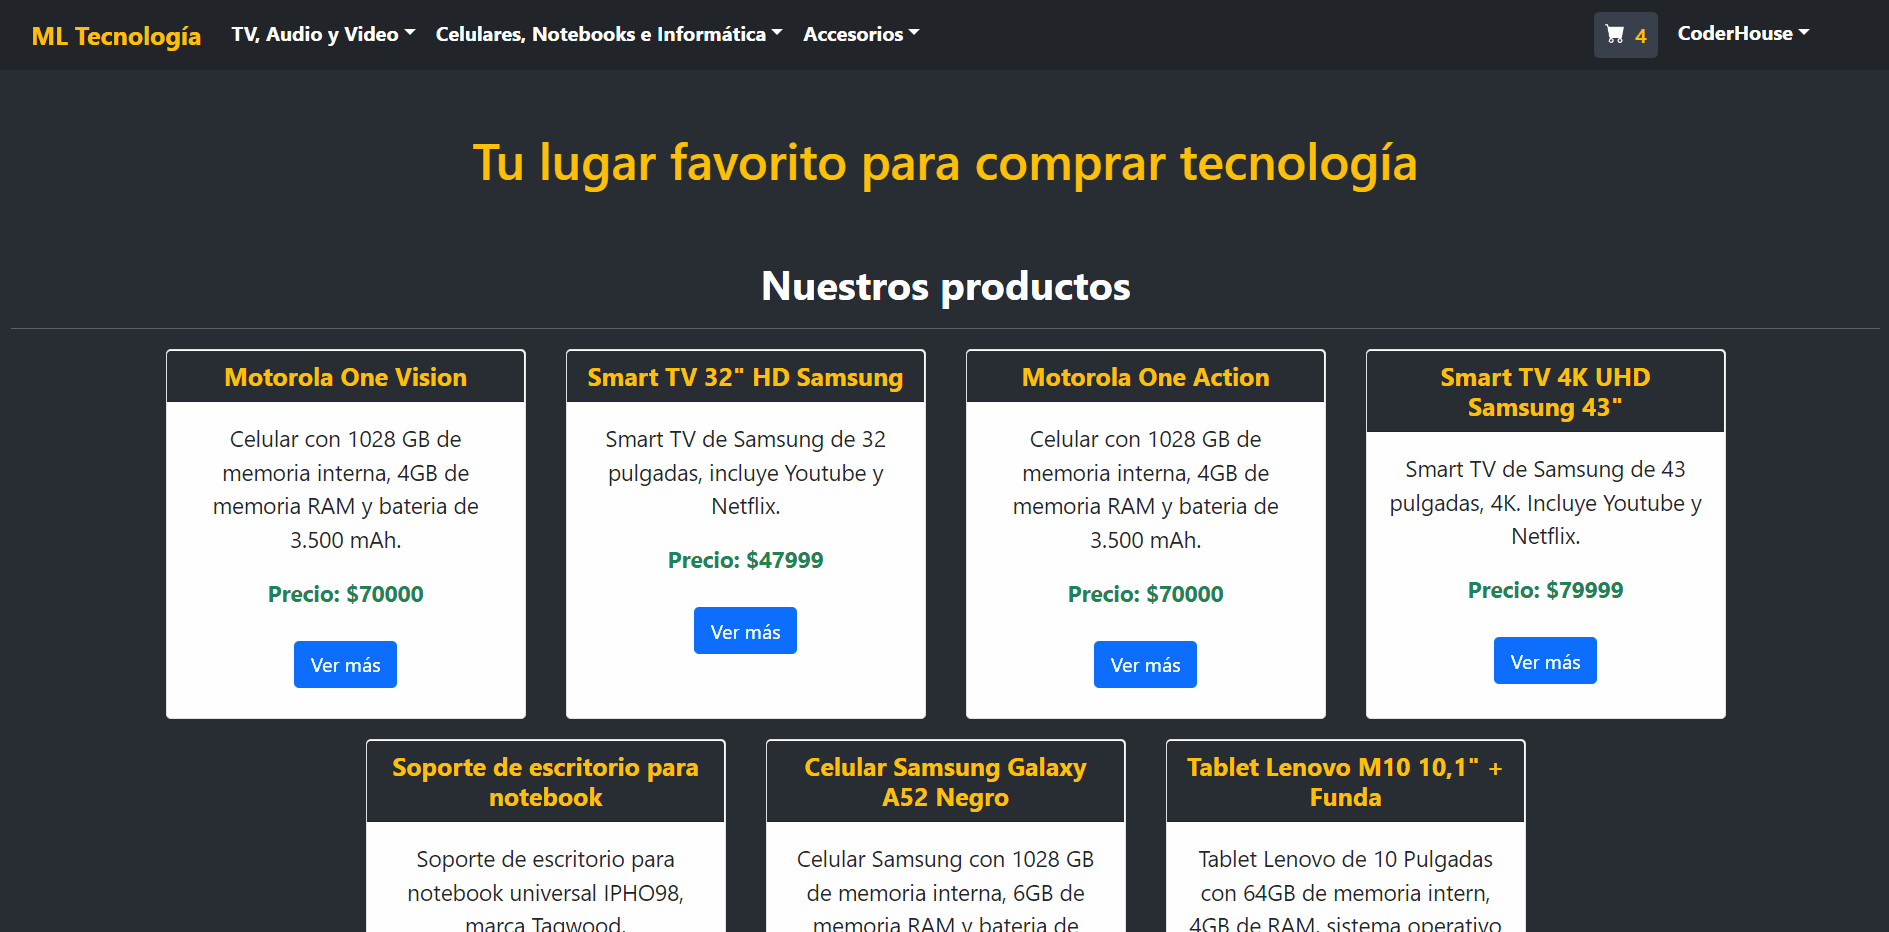 ML Tecnología
TV, Audio y Video
Celulares, Notebooks e Informática
Accesorios
4
CoderHouse
Tu lugar favorito para comprar tecnología
Nuestros productos
Motorola One Vision
Celular con 1028 GB de
memoria interna, 4GB de
memoria RAM y bateria de
3.500 mAh.
Precio: $70000
Ver más
Smart TV 32" HD Samsung
Smart TV de Samsung de 32
pulgadas, incluye Youtube y
Netflix.
Precio: $47999
Ver más
Motorola One Action
Celular con 1028 GB de
memoria interna, 4GB de
memoria RAM y bateria de
3.500 mAh.
Precio: $70000
Ver más
Smart TV 4K UHD
Samsung 43"
Smart TV de Samsung de 43
pulgadas, 4K. Incluye Youtube y
Netflix.
Precio: $79999
Ver más
Soporte de escritorio para
notebook
Soporte de escritorio para
notebook universal IPHO98,
marca Tagwood.
Celular Samsung Galaxy
A52 Negro
Celular Samsung con 1028 GB
de memoria interna, 6GB de
memoria RAM y bateria de
Tablet Lenovo M10 10,1" +
Funda
Tablet Lenovo de 10 Pulgadas
con 64GB de memoria intern,
4GB de RAM, sistema operativo